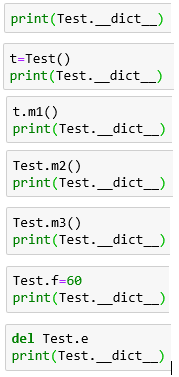 print(Test.__dict__)
t=Test()
print(Test.__dict__)
t.m1()
print(Test.__dict__)
Test.m2()
print(Test.__dict__)
Test.m3()
print(Test.__dict__)
Test.f=60
print(Test.__dict__)
del Test.e
print(Test.__dict__)